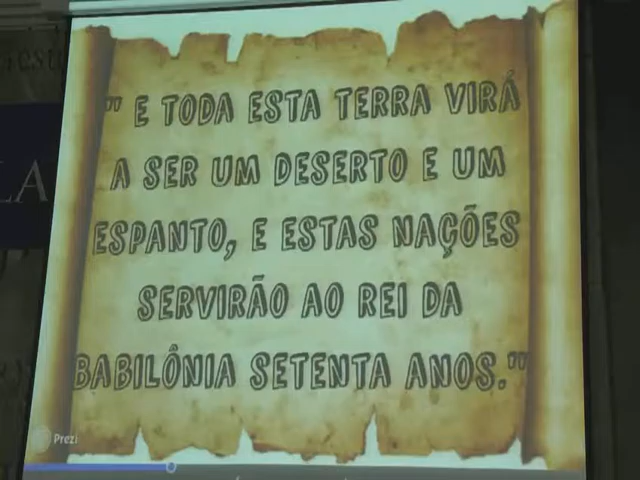 " E TODA ESTA TERRA VIRÁ
A SER UM DESERTO E UM
ESPANTO, E ESTAS NAÇÕES
SERVIRÃO AO REI DA
BABILÔNIA SETENTA ANOS."
Prezi
LA